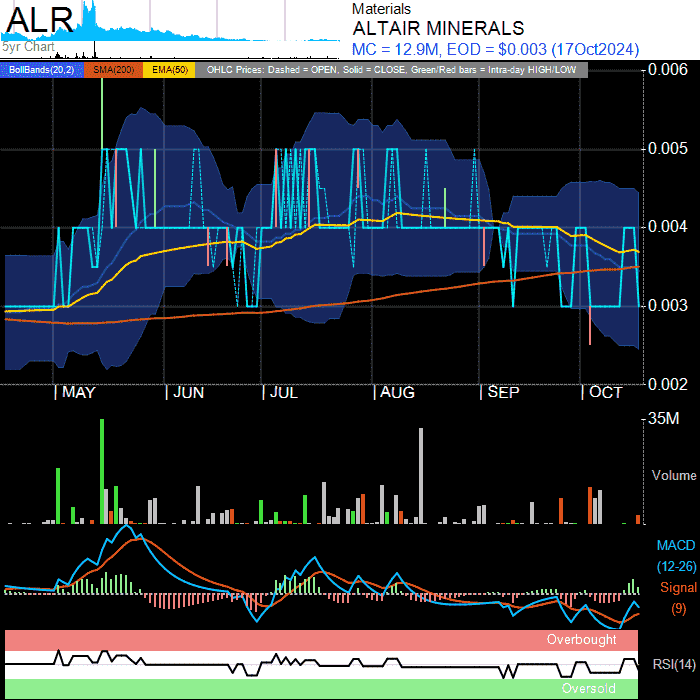 ALR
5yr Chart
Materials
ALTAIR MINERALS
MC = 12.9M, EOD = $0.003 (17Oct2024)
BollBands(20,2) SMA(200) EMA(50) OHLC Prices: Dashed = OPEN, Solid = CLOSE, Green/Red bars = Intra-day HIGH/LOW
0.006
0.005
0.004
0.003
0.002
MAY JUN JUL AUG SEP OCT
35M
Volume
MACD
(12-26)
Signal
(9)
Overbought
RSI(14)
Oversold